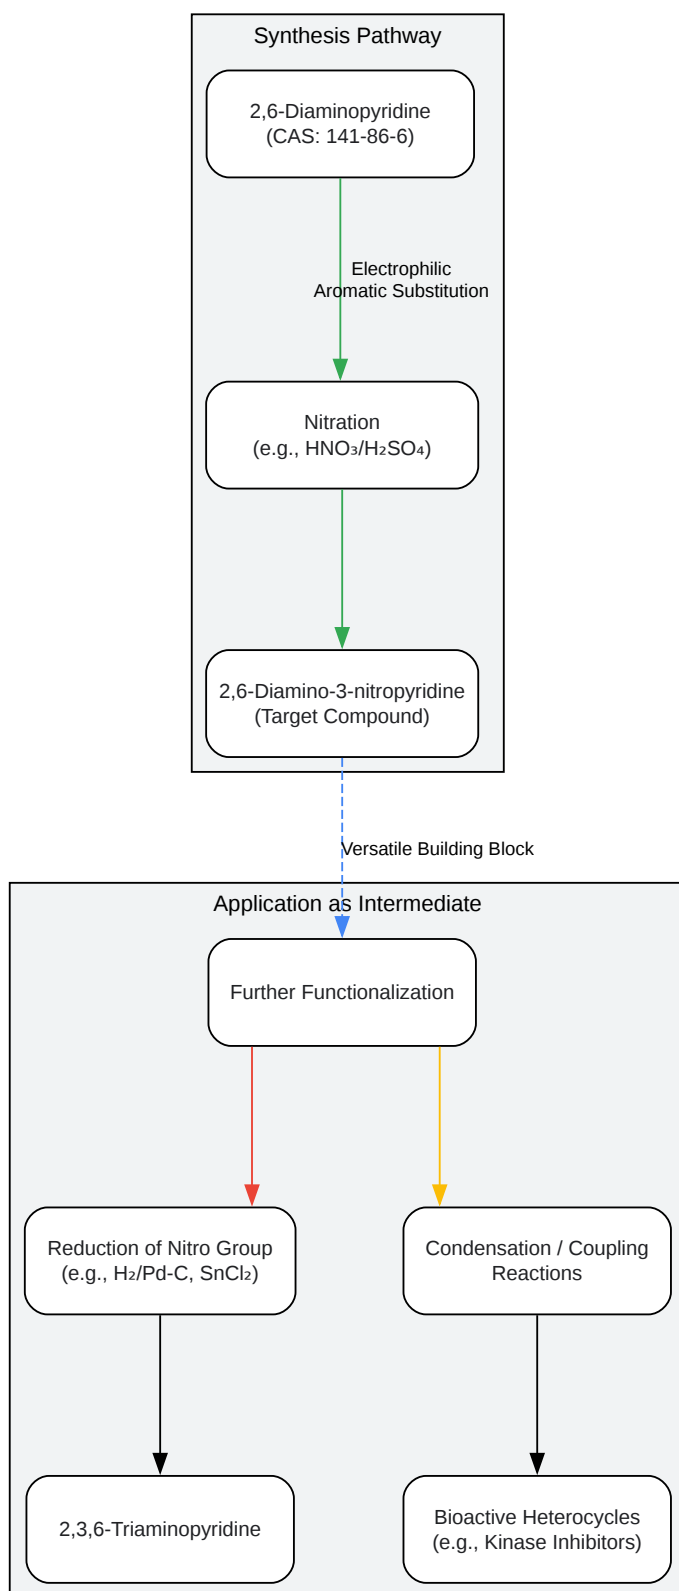 Synthesis Pathway
2,6-Diaminopyridine
(CAS: 141-86-6)
Electrophilic
Aromatic Substitution
Nitration
(e.g., HNO₃/H₂SO₄)
2,6-Diamino-3-nitropyridine
(Target Compound)
Versatile Building Block
Application as Intermediate
Further Functionalization
Reduction of Nitro Group
(e.g., H₂/Pd-C, SnCl₂)
Condensation / Coupling
Reactions
2,3,6-Triaminopyridine
Bioactive Heterocycles
(e.g., Kinase Inhibitors)